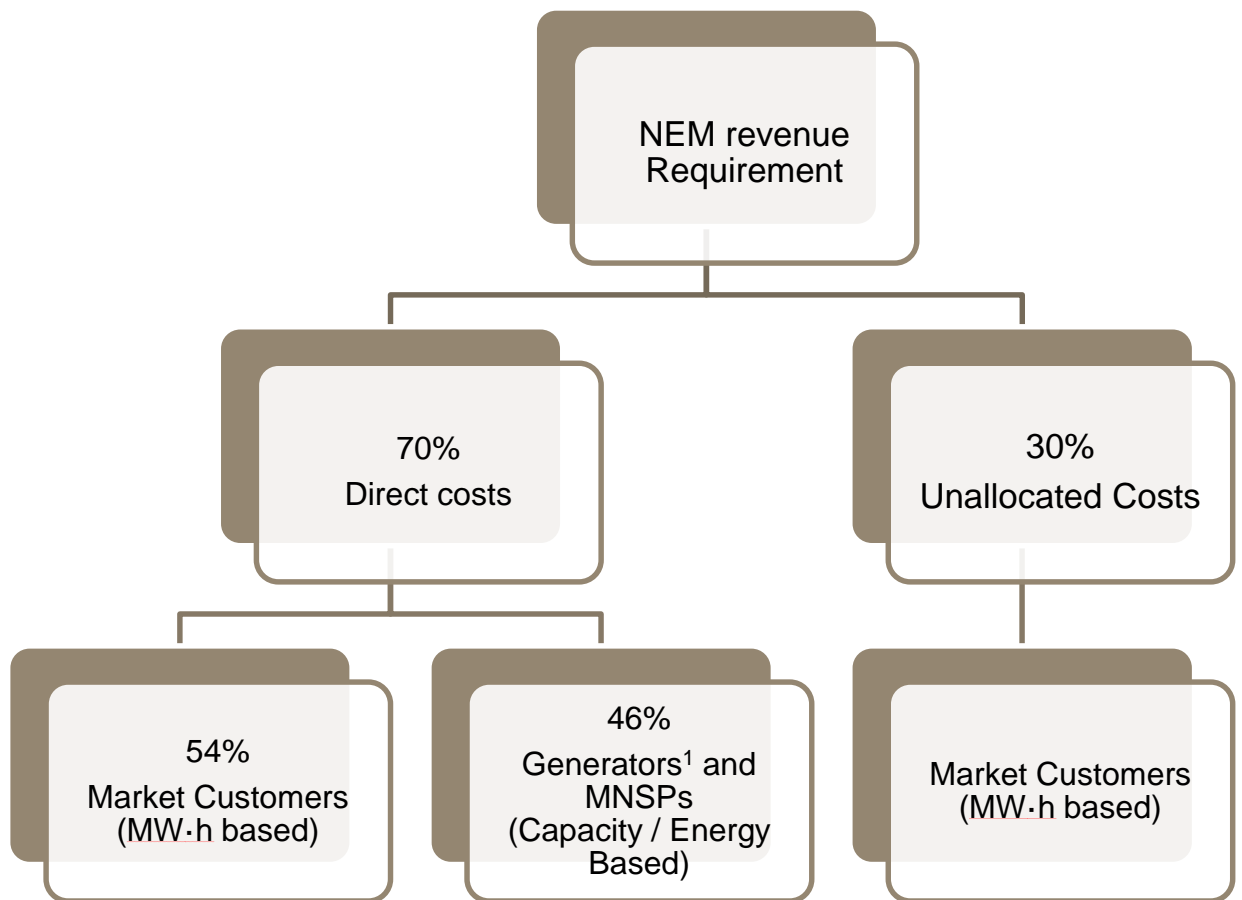 NEM revenue
Requirement
70%
Direct costs
30%
Unallocated Costs
54%
Market Customers
(MW·h based)
46%
Generators¹ and
MNSPs
(Capacity / Energy
Based)
Market Customers
(MW·h based)